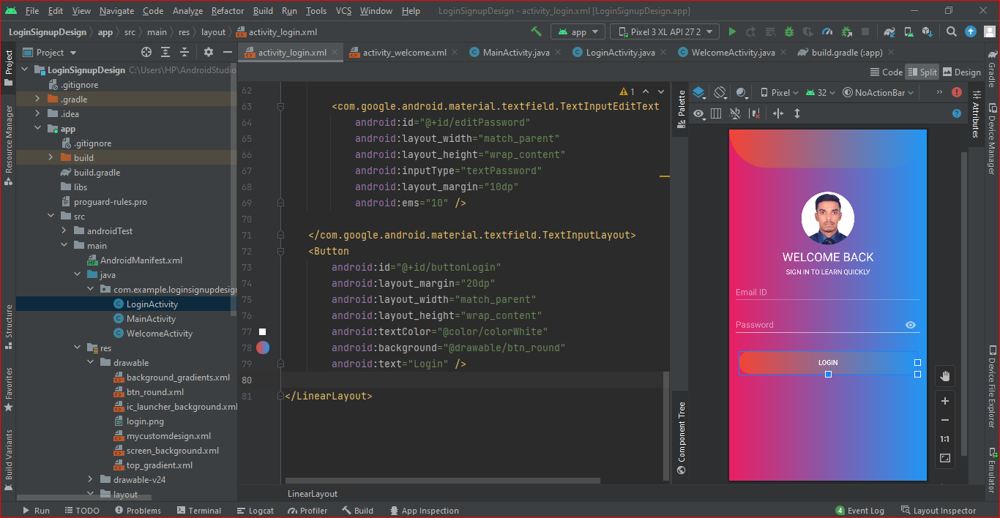 File Edit View Navigate Code Analyze Refactor Build Run Tools VCS Window Help LoginSignupDesign - activity_login.xml [LoginSignupDesign.app]
LoginSignupDesign app src main res layout activity_login.xml app Pixel 3 XL API 27 2
Project
Project
Resource Manager
Structure
Favorites
Build Variants
LoginSignupDesign C:\Users\HP\AndroidStudio
.gitignore
.gradle
.idea
app
.gitignore
build
build.gradle
libs
proguard-rules.pro
src
androidTest
main
AndroidManifest.xml
java
com.example.loginsignupdesign
LoginActivity
MainActivity
WelcomeActivity
res
drawable
background_gradients.xml
btn_round.xml
ic_launcher_background.xml
login.png
mycustomdesign.xml
screen_background.xml
top_gradient.xml
drawable-v24
layout
activity_login.xml activity_welcome.xml MainActivity.java LoginActivity.java WelcomeActivity.java build.gradle (:app)
Code Split Design
1
62
63 <com.google.android.material.textfield.TextInputEditText
64 android:id="@+id/editPassword"
65 android:layout_width="match_parent"
66 android:layout_height="wrap_content"
67 android:inputType="textPassword"
68 android:layout_margin="10dp"
69 android:ems="10" />
70
71 </com.google.android.material.textfield.TextInputLayout>
72 <Button
73 android:id="@+id/buttonLogin"
74 android:layout_margin="20dp"
75 android:layout_width="match_parent"
76 android:layout_height="wrap_content"
77 android:textColor="@color/colorWhite"
78 android:background="@drawable/btn_round"
79 android:text="Login" />
80
81 </LinearLayout>
LinearLayout
Palette
Component Tree
Pixel 32 NoActionBar
WELCOME BACK
SIGN IN TO LEARN QUICKLY
Email ID
Password
LOGIN
1:1
Attributes
Gradle
Device Manager
Device File Explorer
Emulator
Run TODO Problems Terminal Logcat Profiler Build App Inspection 4 Event Log Layout Inspector